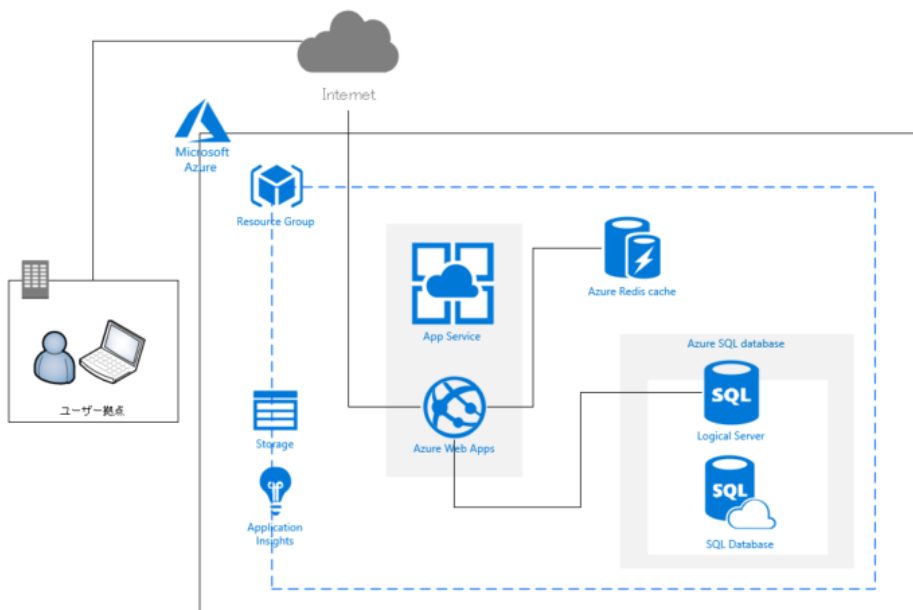 Internet
Microsoft
Azure
Resource Group
Azure Redis cache
App Service
Azure SQL database
SQL
Logical Server
ユーザー拠点
Storage
Azure Web Apps
SQL
SQL Database
Application
Insights